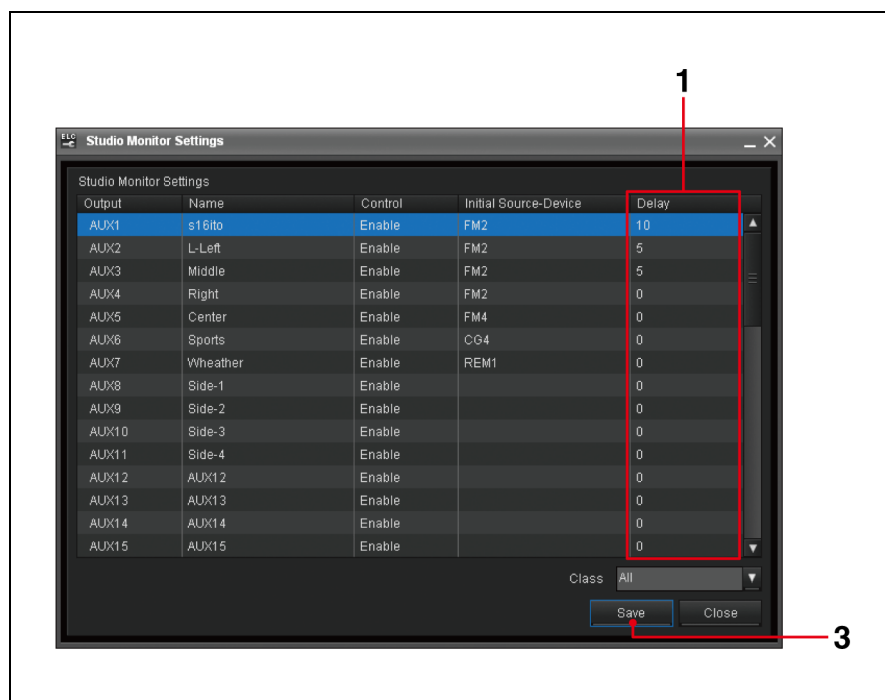 1
ELC Studio Monitor Settings
Studio Monitor Settings
Output Name Control Initial Source-Device Delay
AUX1 s16ito Enable FM2 10
AUX2 L-Left Enable FM2 5
AUX3 Middle Enable FM2 5
AUX4 Right Enable FM2 0
AUX5 Center Enable FM4 0
AUX6 Sports Enable CG4 0
AUX7 Wheather Enable REM1 0
AUX8 Side-1 Enable 0
AUX9 Side-2 Enable 0
AUX10 Side-3 Enable 0
AUX11 Side-4 Enable 0
AUX12 AUX12 Enable 0
AUX13 AUX13 Enable 0
AUX14 AUX14 Enable 0
AUX15 AUX15 Enable 0
Class All
Save Close
3